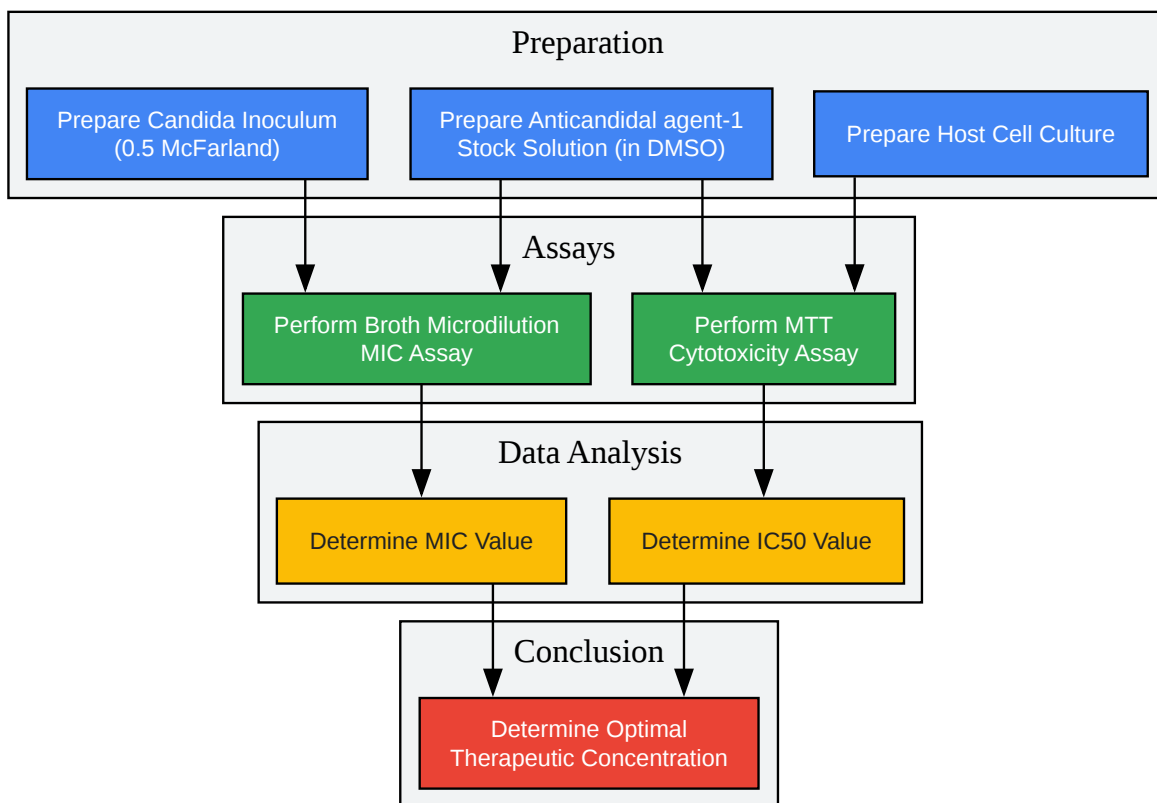 Preparation
Prepare Candida Inoculum
(0.5 McFarland)
Prepare Anticandidal agent-1
Stock Solution (in DMSO)
Prepare Host Cell Culture
Assays
Perform Broth Microdilution
MIC Assay
Perform MTT
Cytotoxicity Assay
Data Analysis
Determine MIC Value
Determine IC50 Value
Conclusion
Determine Optimal
Therapeutic Concentration